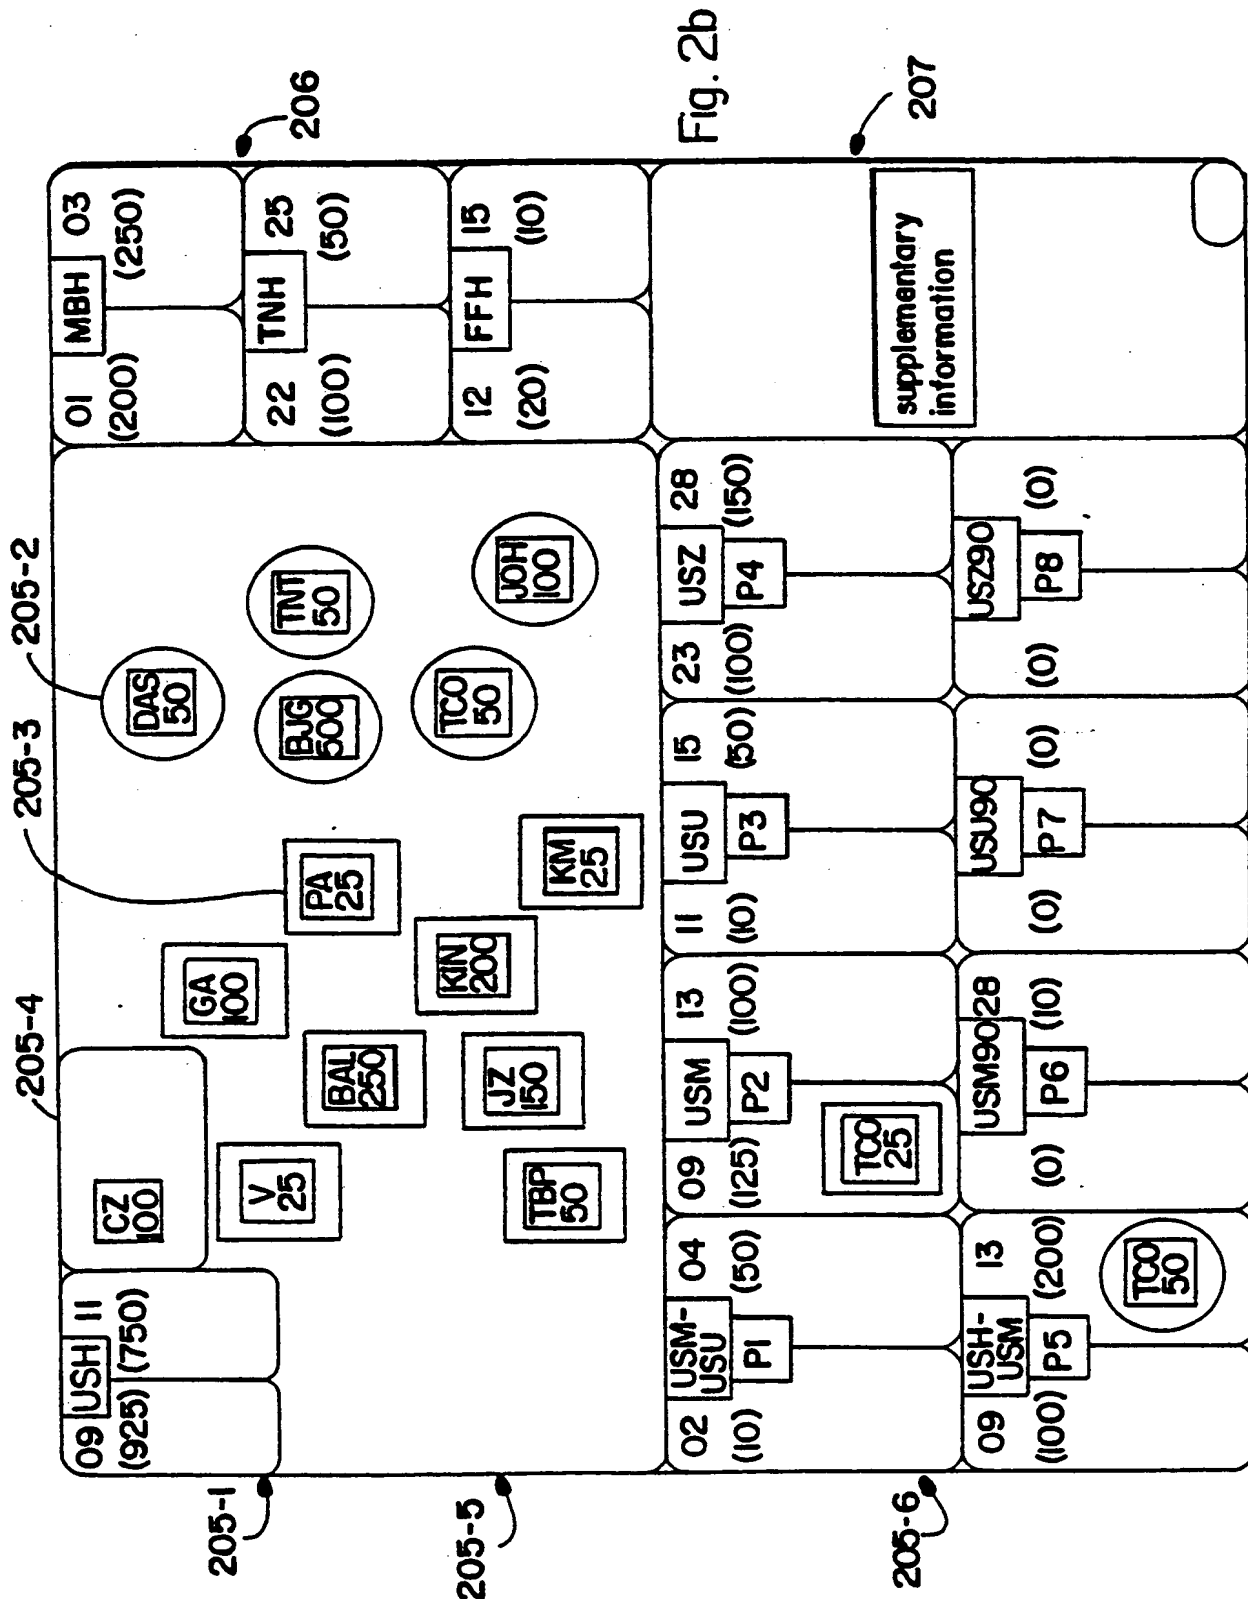 205-4
205-3
205-2
206
09 USH 11
(925) (750)
205-1
CZ
100
DAS
50
GA
100
V
25
PA
25
BJG
500
TNT
50
BAL
250
KIN
200
TCO
50
JZ
150
JOH
100
TBP
50
KM
25
205-5
01 MBH 03
(200) (250)
22 TNH 25
(100) (50)
12 FFH 15
(20) (10)
Fig. 2b
02 USM-USU 04
(10) P1 (50)
09 USM 13
(125) P2 (100)
TCO
25
11 USU 15
(10) P3 (50)
23 USZ 28
(100) P4 (150)
09 USH-USM 13
(100) P5 (200)
TCO
50
USM90 28
(0) P6 (10)
USU90
(0) P7 (0)
USZ90
(0) P8 (0)
205-6
supplementary
information
207